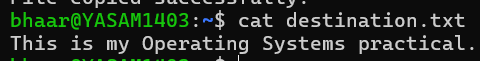 File copied successfully.
bhaar@YASAM1403:~$ cat destination.txt
This is my Operating Systems practical.